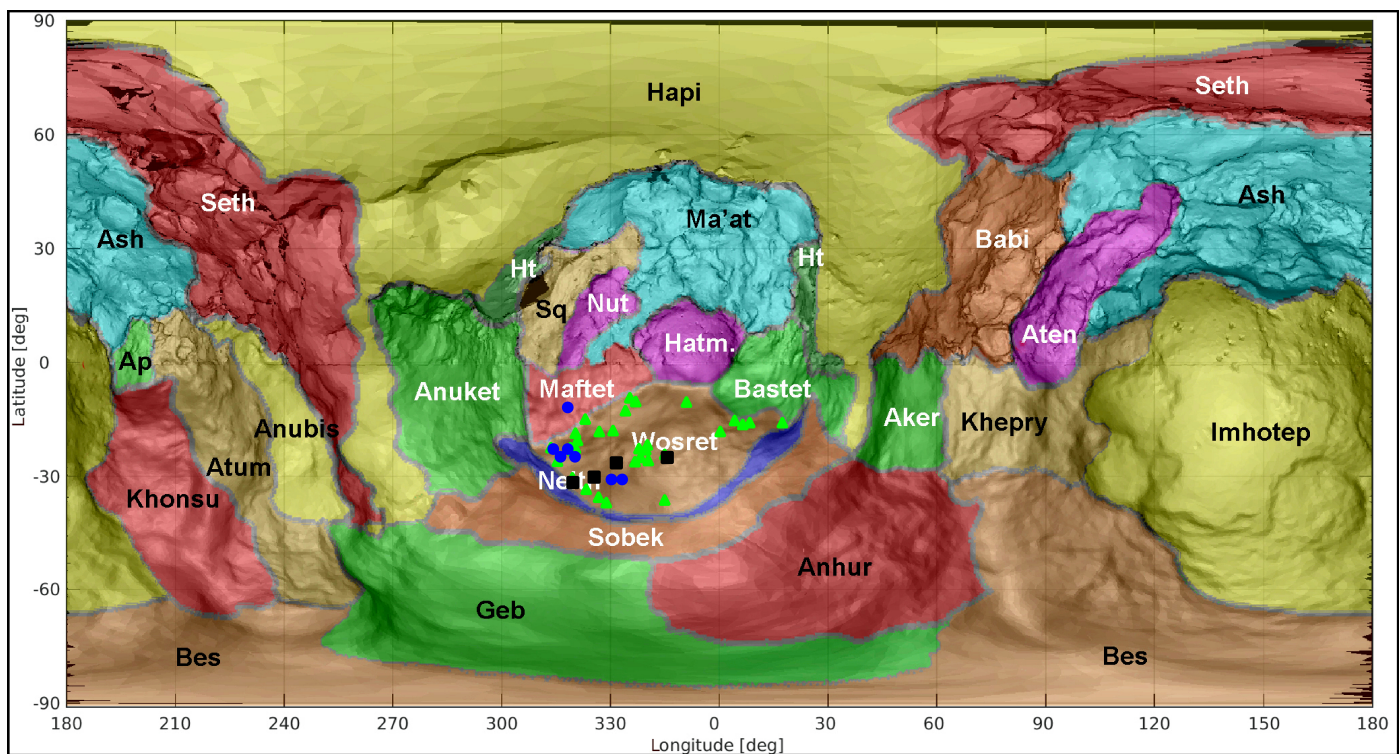 90
Hapi
Seth
60
Ma'at
Ash
Seth
Ash
30
Babi
Ht
Ht
Nut
Sq
Hatm.
Aten
Ap
0
Anuket
Maftet
Bastet
Aker
Khepry
Anubis
Imhotep
Wosret
Atum
-30
Neith
Khonsu
Sobek
Anhur
-60
Geb
Bes
Bes
-90
180 210 240 270 300 330 0 30 60 90 120 150 180
Latitude [deg]
Longitude [deg]